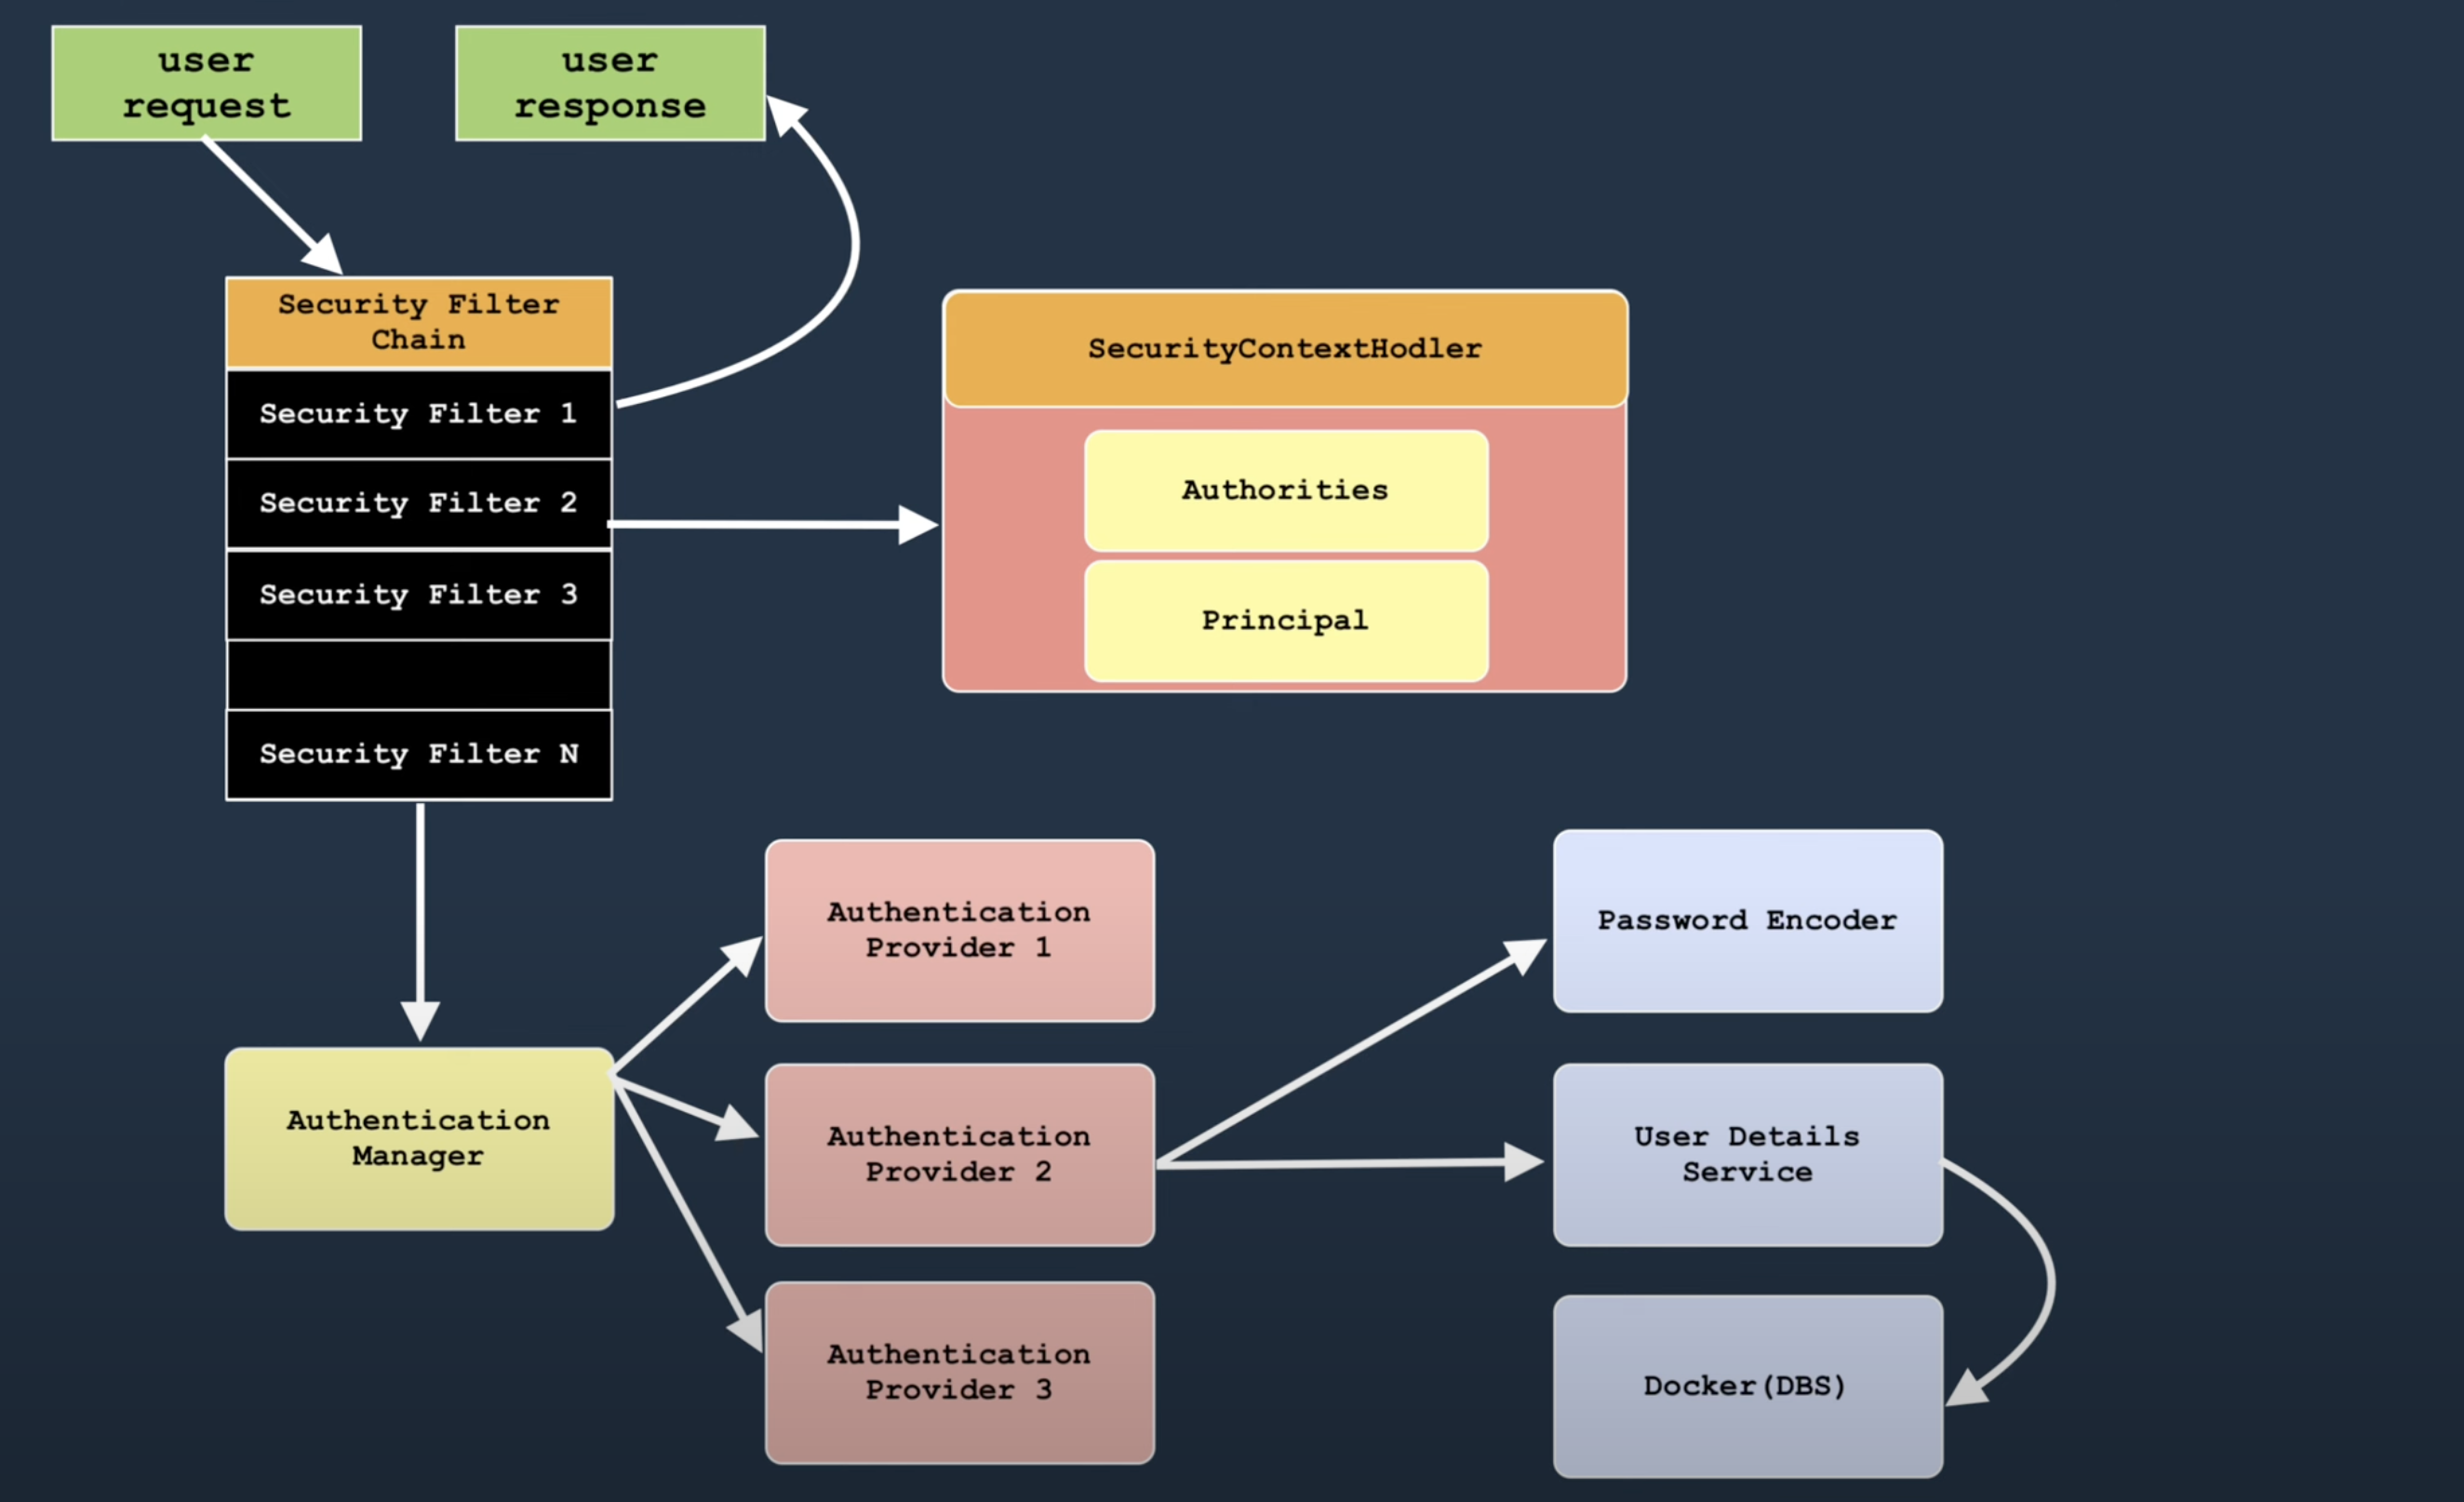 user
request
user
response
Security Filter
Chain
Security Filter 1
Security Filter 2
Security Filter 3
Security Filter N
SecurityContextHodler
Authorities
Principal
Authentication
Manager
Authentication
Provider 1
Authentication
Provider 2
Authentication
Provider 3
Password Encoder
User Details
Service
Docker(DBS)